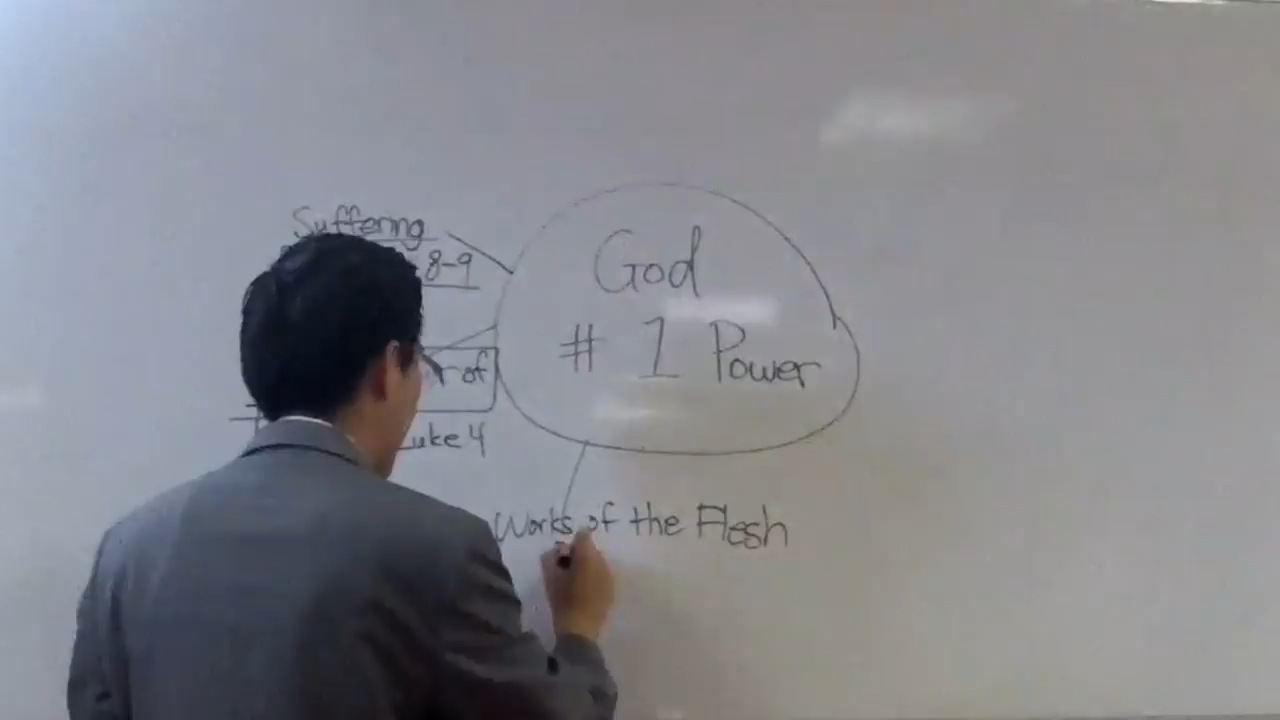 Suffering
8-9
of
Luke 4
God
# 1 Power
Works of the Flesh